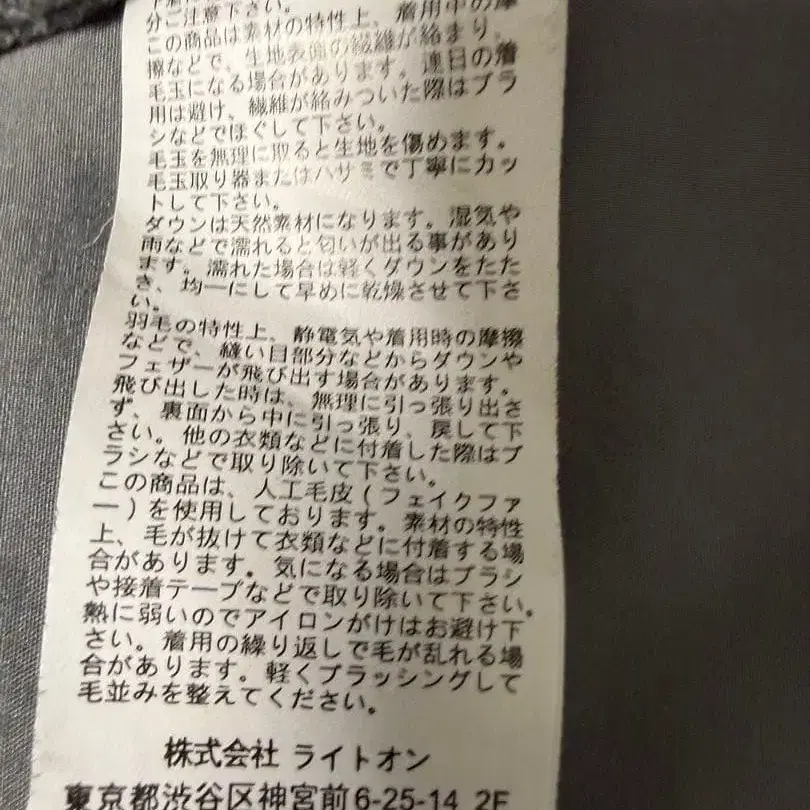 分ご注意下さい。
この商品は素材の特性上、着用中の摩
擦などで、生地表面の繊維が絡まり、
毛玉になる場合があります。連日の着
用は避け、繊維が絡みついた際はブラ
シなどでほぐして下さい。
毛玉を無理に取ると生地を傷めます。
毛玉取り器またはハサミで丁寧にカッ
トして下さい。
ダウンは天然素材になります。湿気や
雨などで濡れると匂いが出る事があり
ます。濡れた場合は軽くダウンをたた
き、均一にして早めに乾燥させて下さ
い。
羽毛の特性上、静電気や着用時の摩擦
などで、縫い目部分などからダウンや
フェザーが飛び出す場合があります。
飛び出した時は、無理に引っ張り出さ
ず、裏面から中に引っ張り、戻して下
さい。他の衣類などに付着した際はブ
ラシなどで取り除いて下さい。
この商品は、人工毛皮(フェイクファ
ー)を使用しております。素材の特性
上、毛が抜けて衣類などに付着する場
合があります。気になる場合はブラシ
や接着テープなどで取り除いて下さい。
熱に弱いのでアイロンがけはお避け下
さい。着用の繰り返しで毛が乱れる場
合があります。軽くブラッシングして
毛並みを整えてください。
株式会社 ライトオン
東京都渋谷区神宮前6-25-14 2F